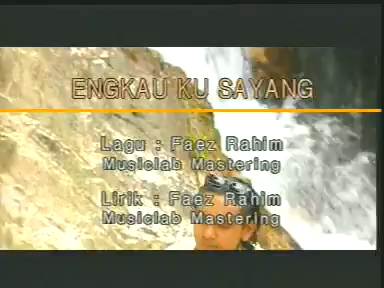 ENGKAU KU SAYANG
Lagu : Faez Rahim
Musiclab Mastering
Lirik : Faez Rahim
Musiclab Mastering